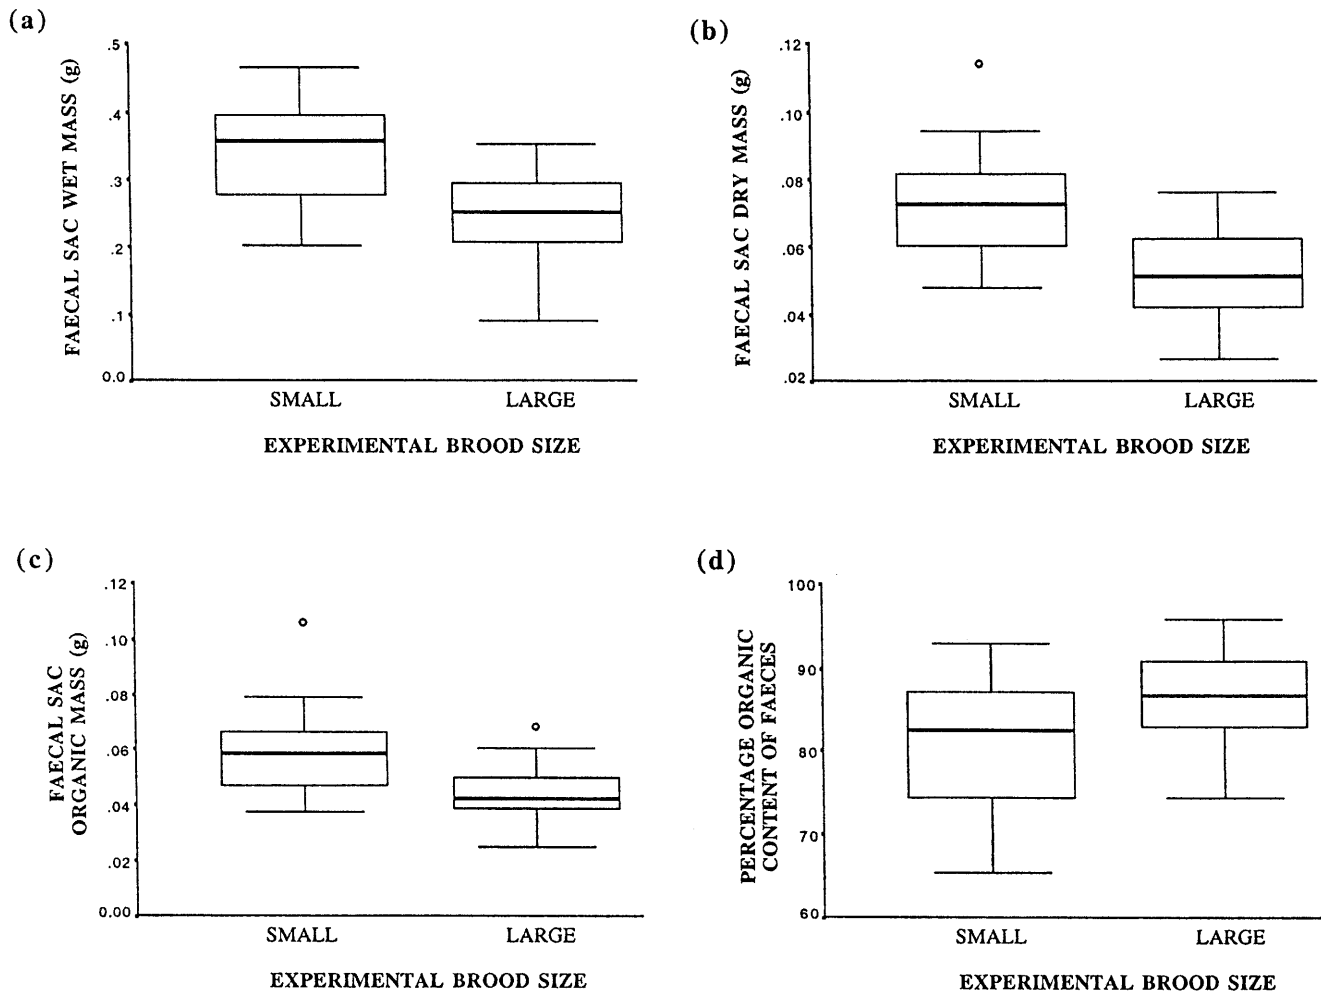 (a)
FAECAL SAC WET MASS (g)
.5
.4
.3
.2
.1
0.0
SMALL LARGE
EXPERIMENTAL BROOD SIZE
(b)
FAECAL SAC DRY MASS (g)
.12
.10
.08
.06
.04
.02
SMALL LARGE
EXPERIMENTAL BROOD SIZE
(c)
FAECAL SAC
ORGANIC MASS (g)
.12
.10
.08
.06
.04
.02
0.00
SMALL LARGE
EXPERIMENTAL BROOD SIZE
(d)
PERCENTAGE ORGANIC
CONTENT OF FAECES
100
90
80
70
60
SMALL LARGE
EXPERIMENTAL BROOD SIZE